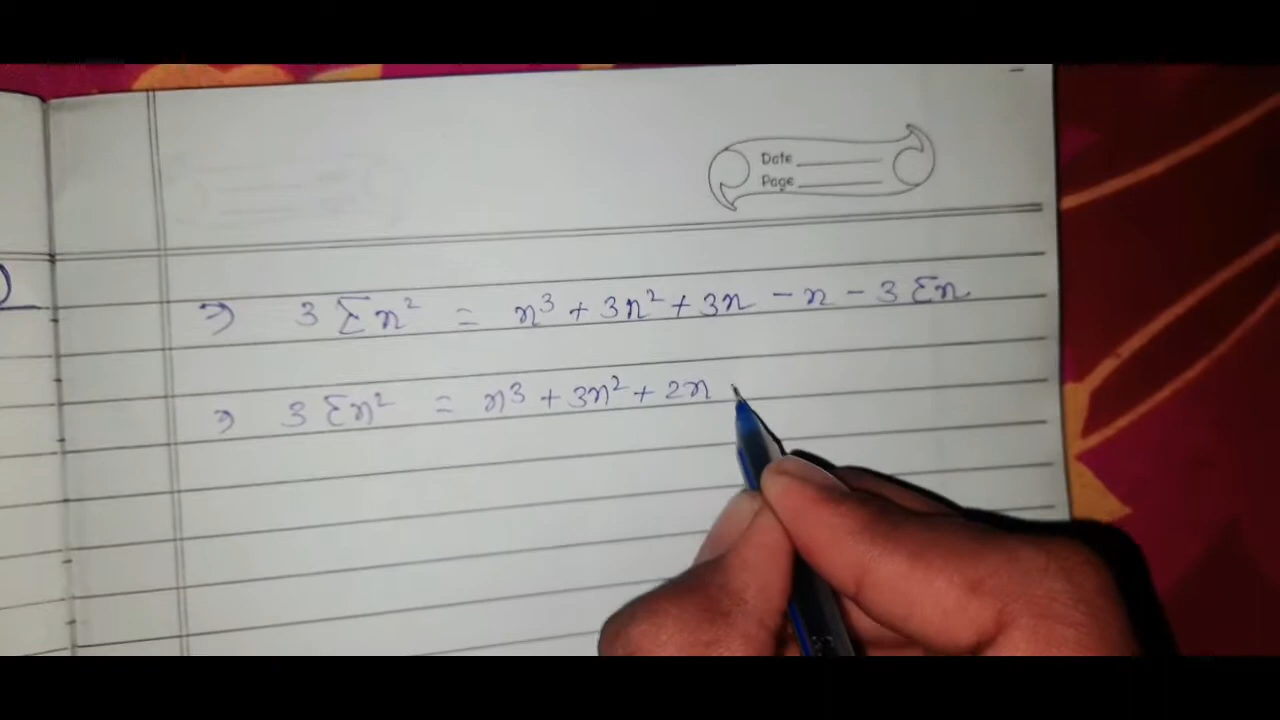 Date
Page
⇒ 3 Σn² = n³ + 3n² + 3n - n - 3 Σn
⇒ 3 Σn² = n³ + 3n² + 2n